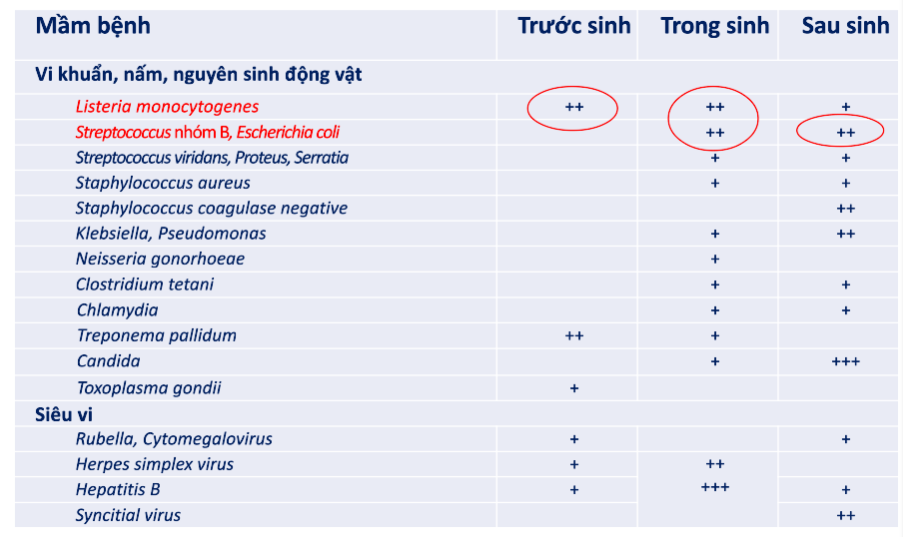 Mầm bệnh Trước sinh Trong sinh Sau sinh
Vi khuẩn, nấm, nguyên sinh động vật
Listeria monocytogenes ++ ++ +
Streptococcus nhóm B, Escherichia coli ++ ++
Streptococcus viridans, Proteus, Serratia + +
Staphylococcus aureus + +
Staphylococcus coagulase negative ++
Klebsiella, Pseudomonas + ++
Neisseria gonorhoeae +
Clostridium tetani + +
Chlamydia + +
Treponema pallidum ++ +
Candida + +++
Toxoplasma gondii +
Siêu vi
Rubella, Cytomegalovirus + +
Herpes simplex virus + ++
Hepatitis B + +++ +
Syncitial virus ++